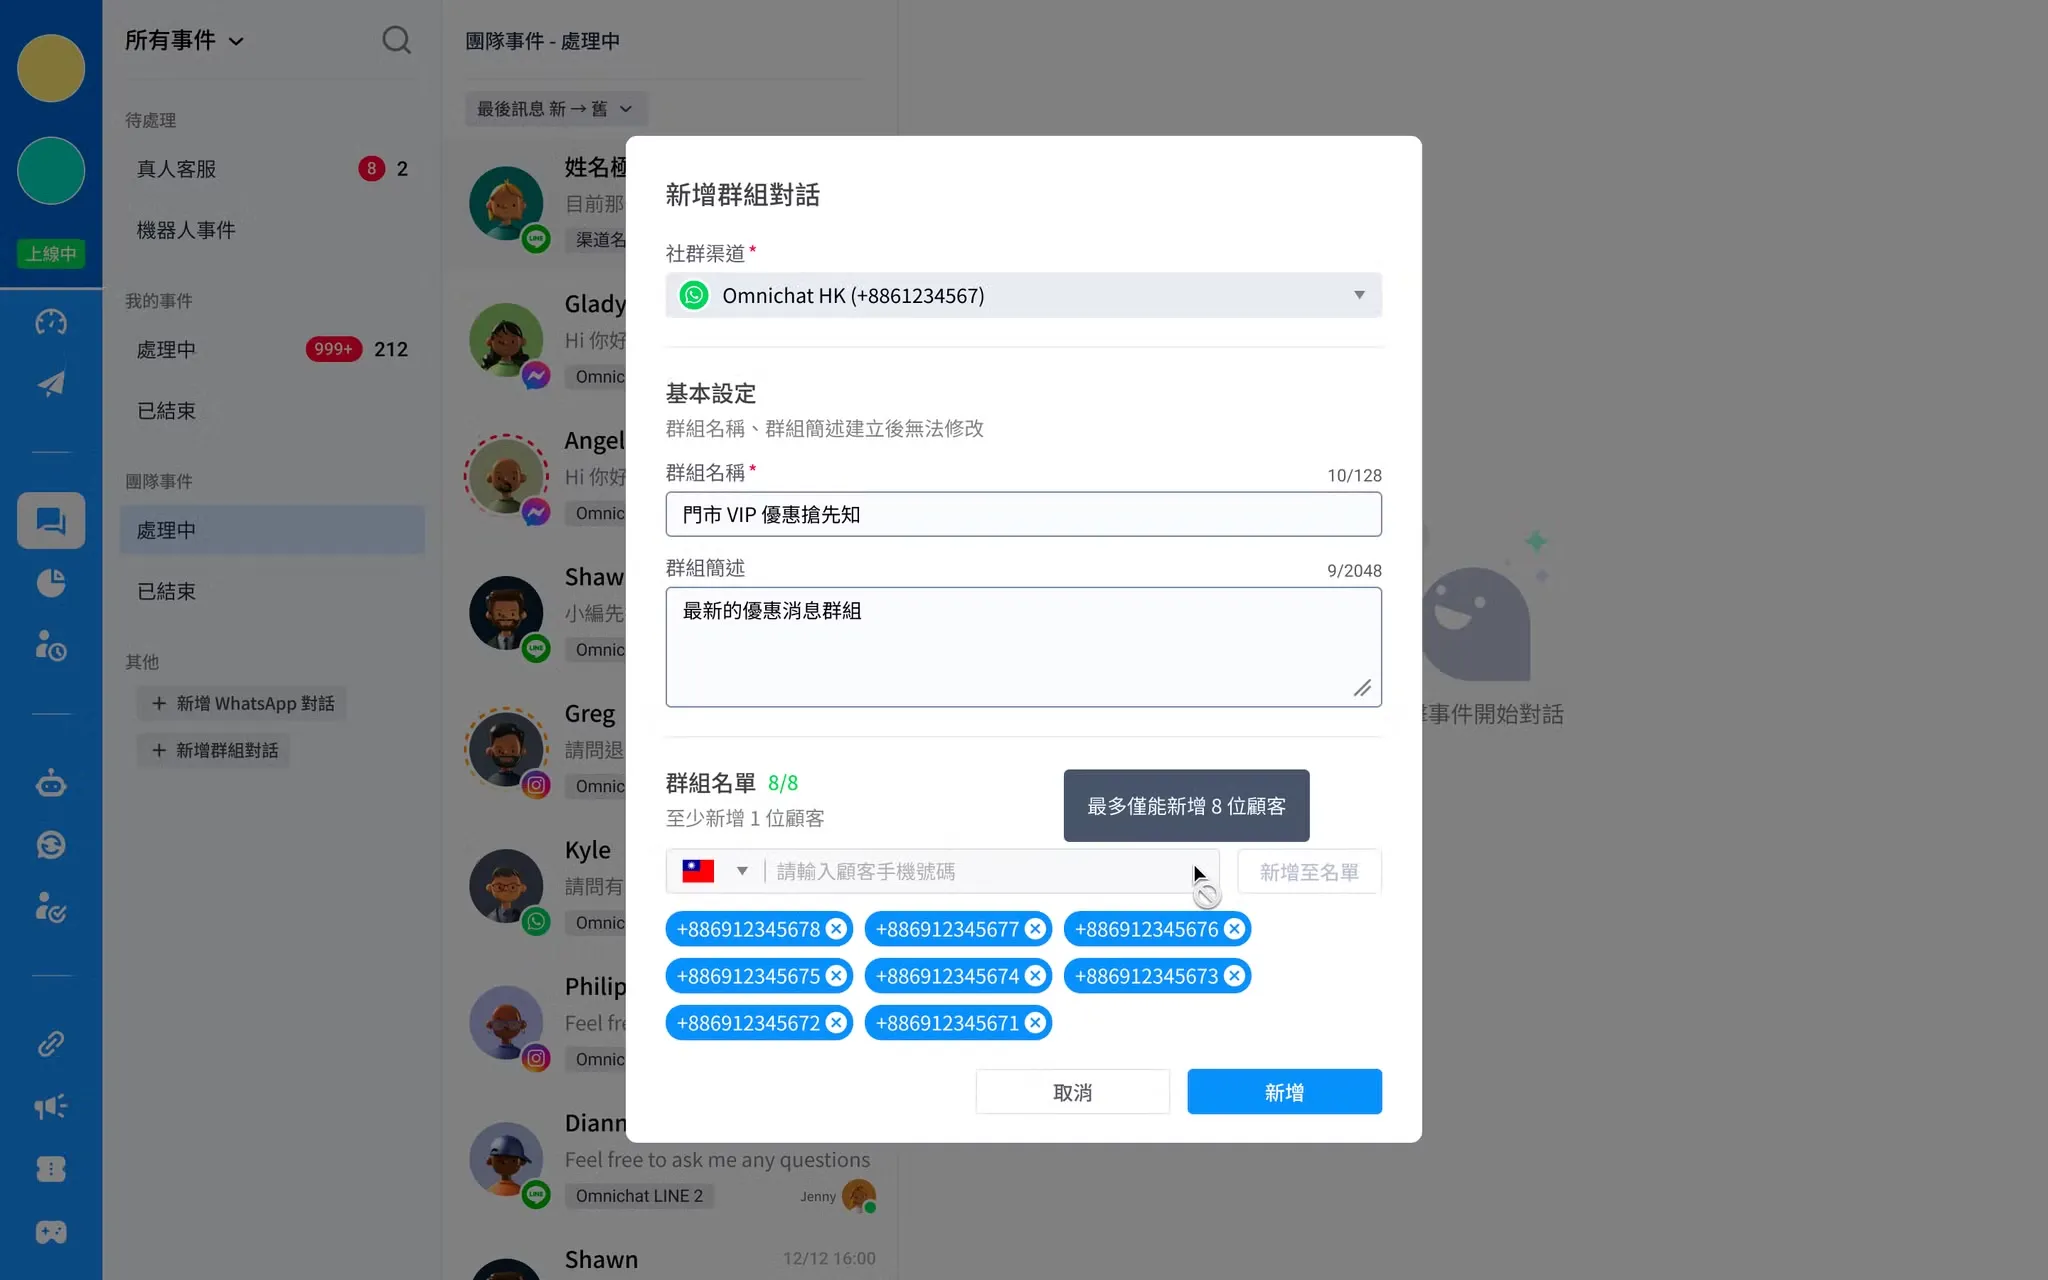 所有事件
待處理
真人客服 8 2
機器人事件
上線中
我的事件
處理中 999+ 212
已結束
團隊事件
處理中
已結束
其他
+ 新增 WhatsApp 對話
+ 新增群組對話
團隊事件 - 處理中
最後訊息 新 → 舊
姓名極
目前那
渠道名
Glady
Hi 你好
Omnic
Angel
Hi 你好
Omnic
Shaw
小編先
LINE
Omnic
Greg
請問退
Omnic
Kyle
請問有
Omnic
Philip
Feel fre
Omnic
Diann
Feel free to ask me any questions
LINE
Omnichat LINE 2 Jenny
Shawn 12/12 16:00
新增群組對話
社群渠道*
Omnichat HK (+8861234567)
基本設定
群組名稱、群組簡述建立後無法修改
群組名稱* 10/128
門市 VIP 優惠搶先知
群組簡述 9/2048
最新的優惠消息群組
群組名單 8/8
至少新增 1 位顧客
最多僅能新增 8 位顧客
請輸入顧客手機號碼 新增至名單
+886912345678 +886912345677 +886912345676
+886912345675 +886912345674 +886912345673
+886912345672 +886912345671
取消 新增
事件開始對話